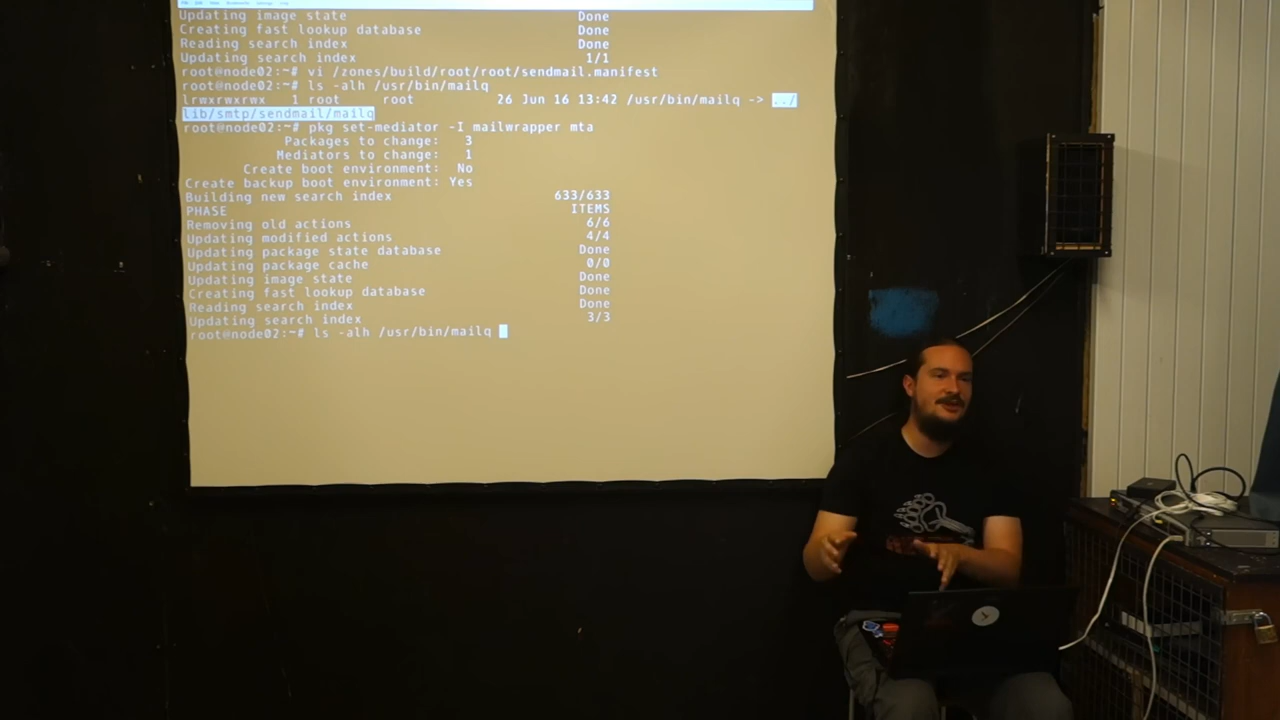 Updating image state Done
Creating fast lookup database Done
Reading search index Done
Updating search index 1/1
root@node02:~# vi /zones/build/root/root/sendmail.manifest
root@node02:~# ls -alh /usr/bin/mailq
lrwxrwxrwx 1 root root 26 Jun 16 13:42 /usr/bin/mailq -> ../
lib/smtp/sendmail/mailq
root@node02:~# pkg set-mediator -I mailwrapper mta
Packages to change: 3
Mediators to change: 1
Create boot environment: No
Create backup boot environment: Yes
Building new search index 633/633
PHASE ITEMS
Removing old actions 6/6
Updating modified actions 4/4
Updating package state database Done
Updating package cache 0/0
Updating image state Done
Creating fast lookup database Done
Reading search index Done
Updating search index 3/3
root@node02:~# ls -alh /usr/bin/mailq